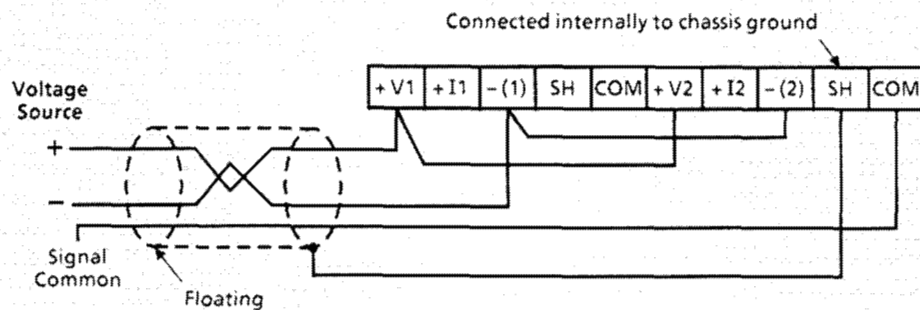 Connected internally to chassis ground
+V1 +I1 -(1) SH COM +V2 +I2 -(2) SH COM
Voltage
Source
+
-
Signal
Common
Floating